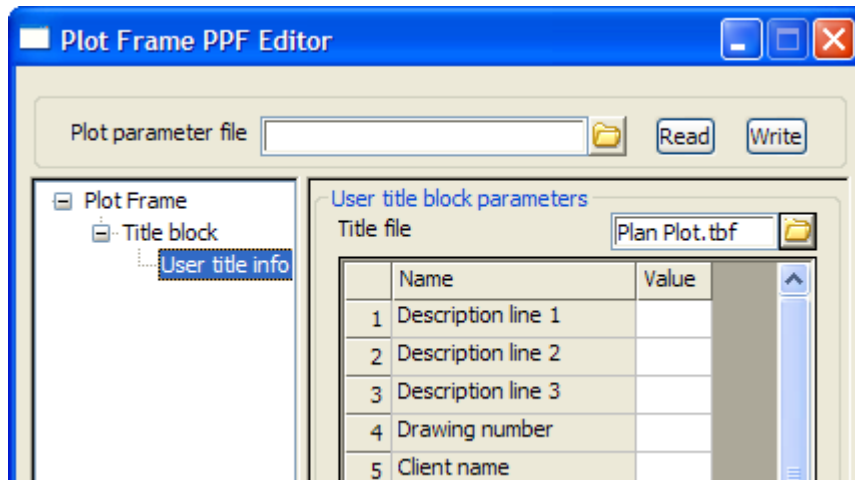 Plot Frame PPF Editor
Plot parameter file Read Write
Plot Frame
Title block
User title info
User title block parameters
Title file Plan Plot.tbf
Name Value
1 Description line 1
2 Description line 2
3 Description line 3
4 Drawing number
5 Client name